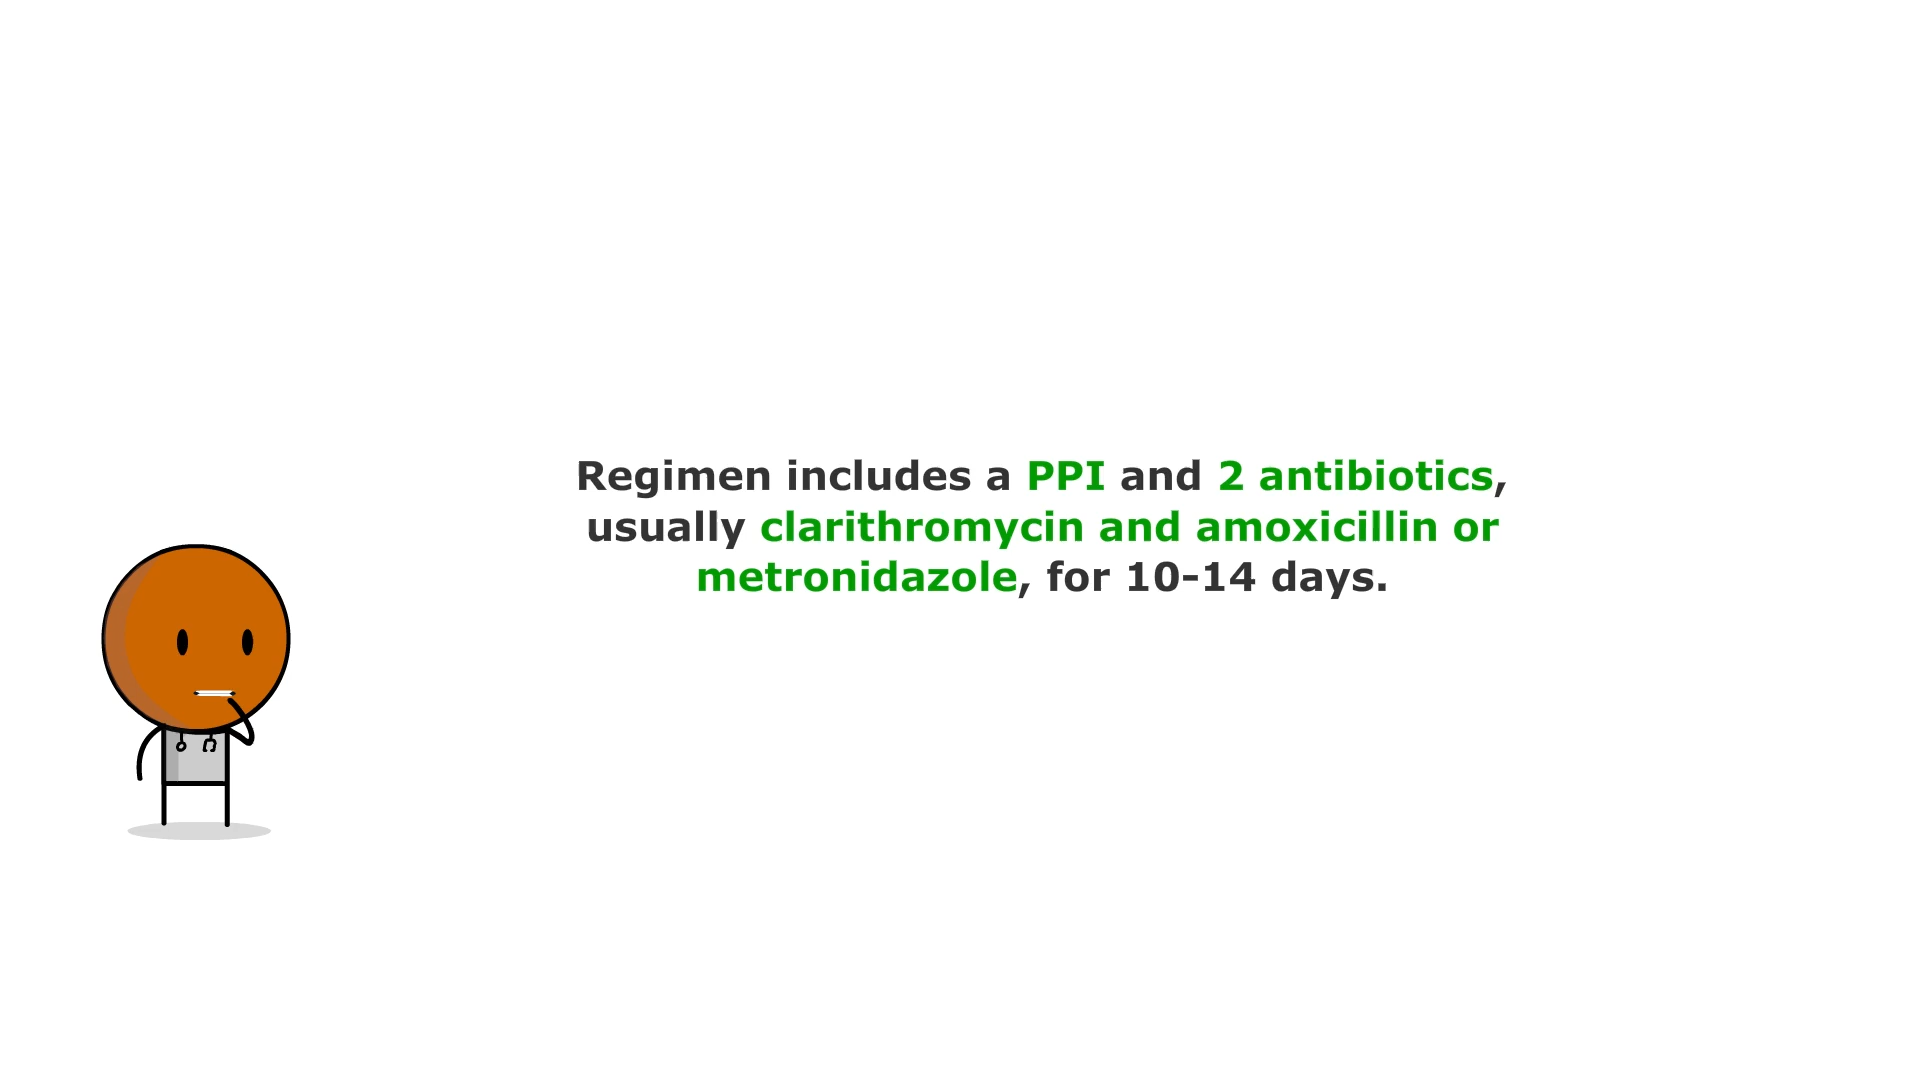 Regimen includes a PPI and 2 antibiotics,
usually clarithromycin and amoxicillin or
metronidazole, for 10-14 days.